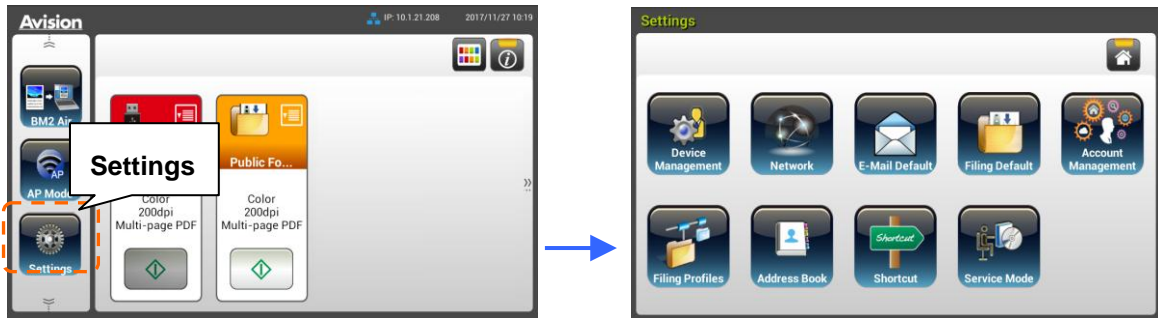 Avision
IP: 10.1.21.208 2017/11/27 10:19
BM2 Air
AP Mode
Settings
Settings
Public Fo...
Color
200dpi
Multi-page PDF
Color
200dpi
Multi-page PDF
Settings
Device
Management
Network
E-Mail Default
Filing Default
Account
Management
Filing Profiles
Address Book
Shortcut
Shortcut
Service Mode